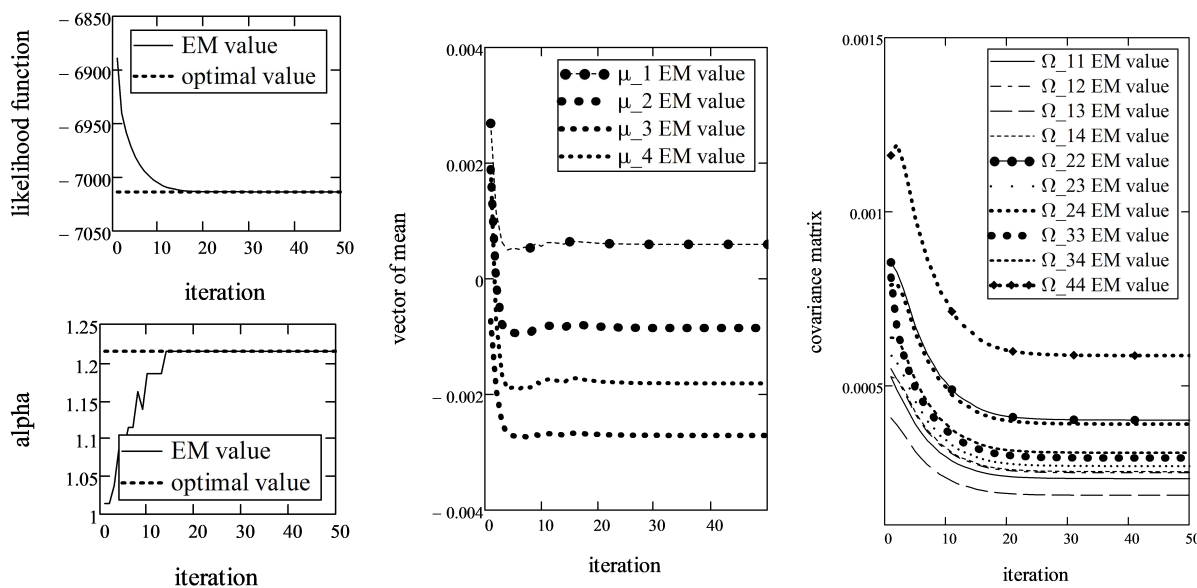 likelihood function
− 6850
− 6900
− 6950
− 7000
− 7050
EM value
optimal value
0 10 20 30 40 50
iteration
alpha
1.25
1.2
1.15
1.10
1.05
1
EM value
optimal value
0 10 20 30 40 50
iteration
vector of mean
0.004
0.002
0
− 0.002
− 0.004
μ_1 EM value
μ_2 EM value
μ_3 EM value
μ_4 EM value
0 10 20 30 40
iteration
covariance matrix
0.0015
0.001
0.0005
Ω_11 EM value
Ω_12 EM value
Ω_13 EM value
Ω_14 EM value
Ω_22 EM value
Ω_23 EM value
Ω_24 EM value
Ω_33 EM value
Ω_34 EM value
Ω_44 EM value
0 10 20 30 40 50
iteration